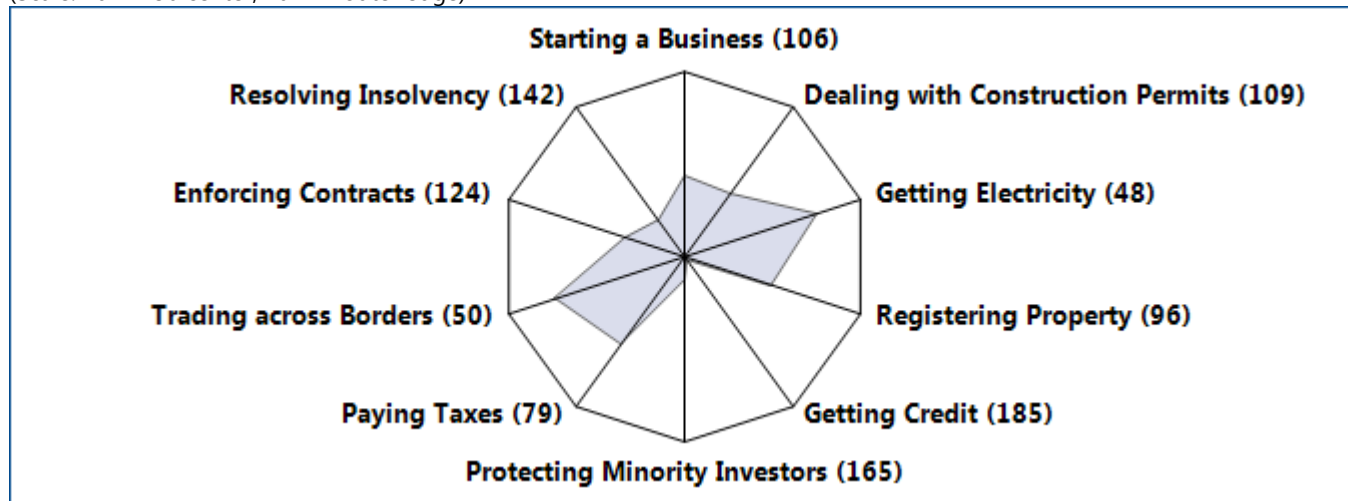 Starting a Business (106)
Resolving Insolvency (142)
Dealing with Construction Permits (109)
Enforcing Contracts (124)
Getting Electricity (48)
Trading across Borders (50)
Registering Property (96)
Paying Taxes (79)
Getting Credit (185)
Protecting Minority Investors (165)